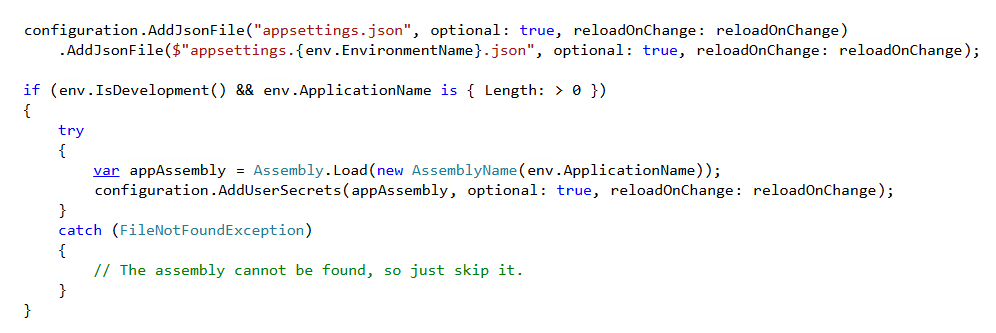 configuration.AddJsonFile("appsettings.json", optional: true, reloadOnChange: reloadOnChange)
    .AddJsonFile($"appsettings.{env.EnvironmentName}.json", optional: true, reloadOnChange: reloadOnChange);

if (env.IsDevelopment() && env.ApplicationName is { Length: > 0 })
{
    try
    {
        var appAssembly = Assembly.Load(new AssemblyName(env.ApplicationName));
        configuration.AddUserSecrets(appAssembly, optional: true, reloadOnChange: reloadOnChange);
    }
    catch (FileNotFoundException)
    {
        // The assembly cannot be found, so just skip it.
    }
}